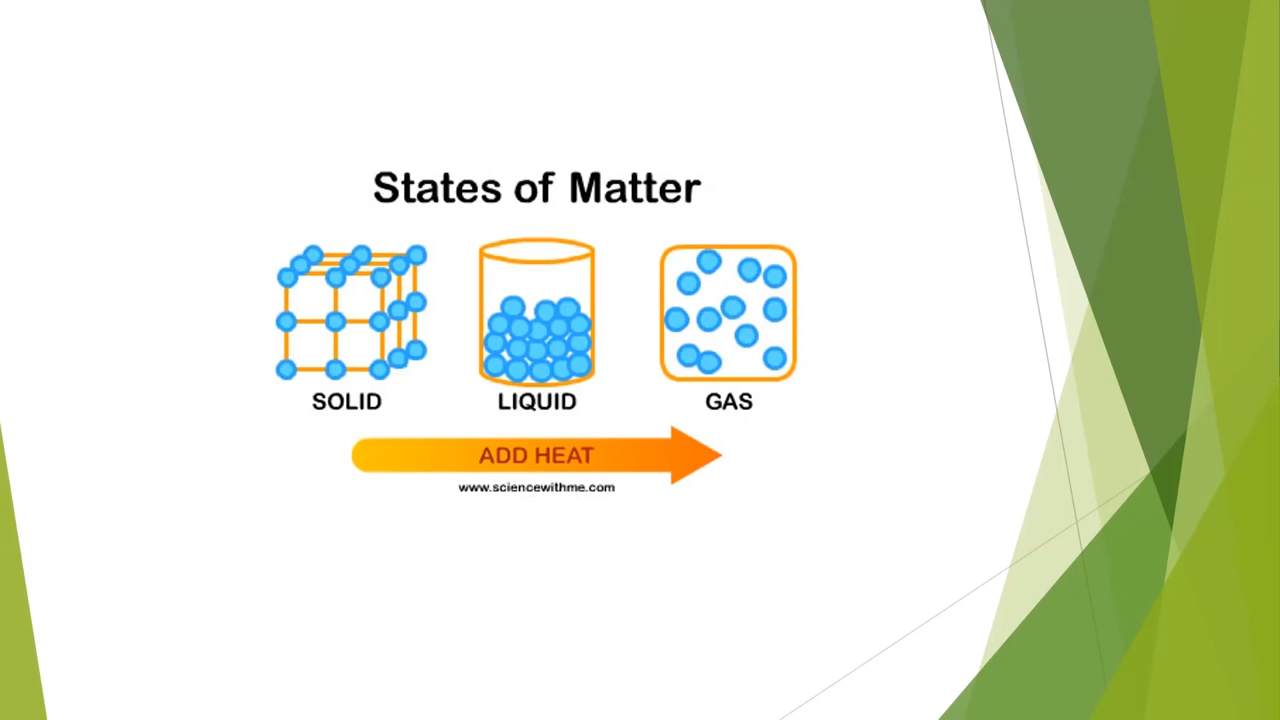 States of Matter
SOLID LIQUID GAS
ADD HEAT
www.sciencewithme.com